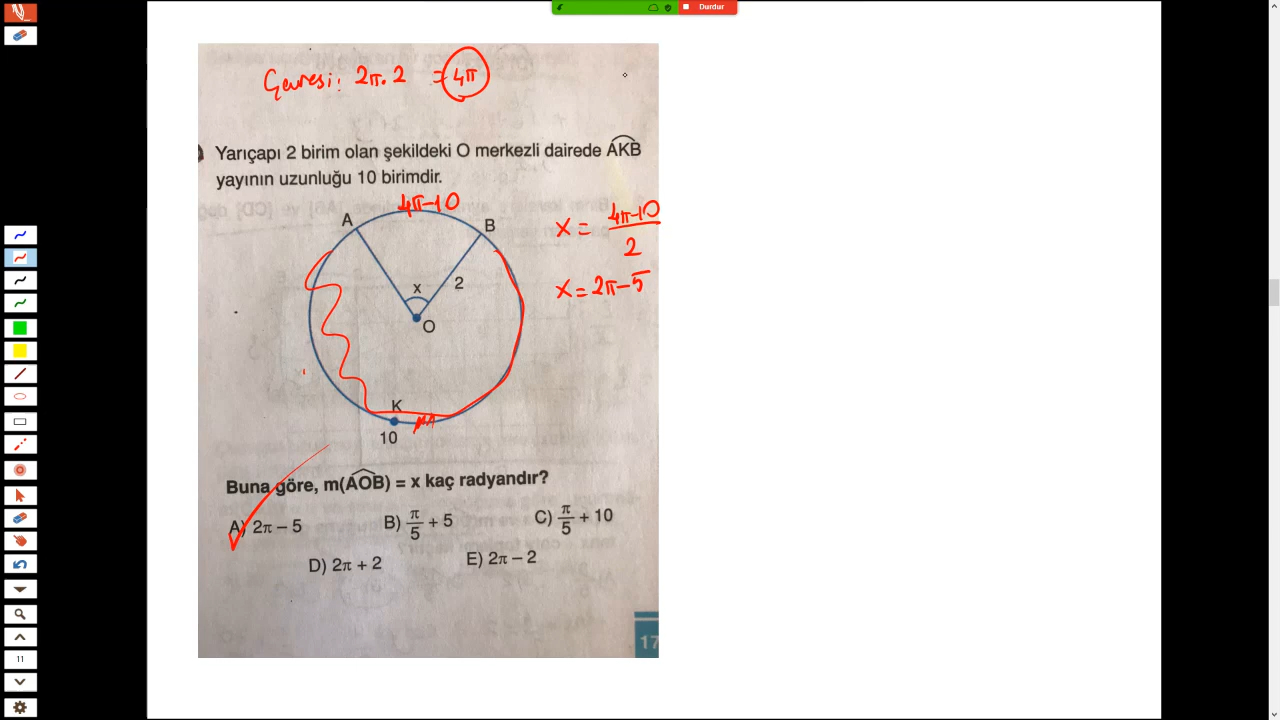 Durdur
Çevresi: 2π.2 = 4π
Yarıçapı 2 birim olan şekildeki O merkezli dairede AKB
yayının uzunluğu 10 birimdir.
4π-10
A
B
x = 4π-10 / 2
x
2
x = 2π-5
O
K
10
Buna göre, m(AOB) = x kaç radyandır?
A) 2π – 5
B) π/5 + 5
C) π/5 + 10
D) 2π + 2
E) 2π – 2
17
11